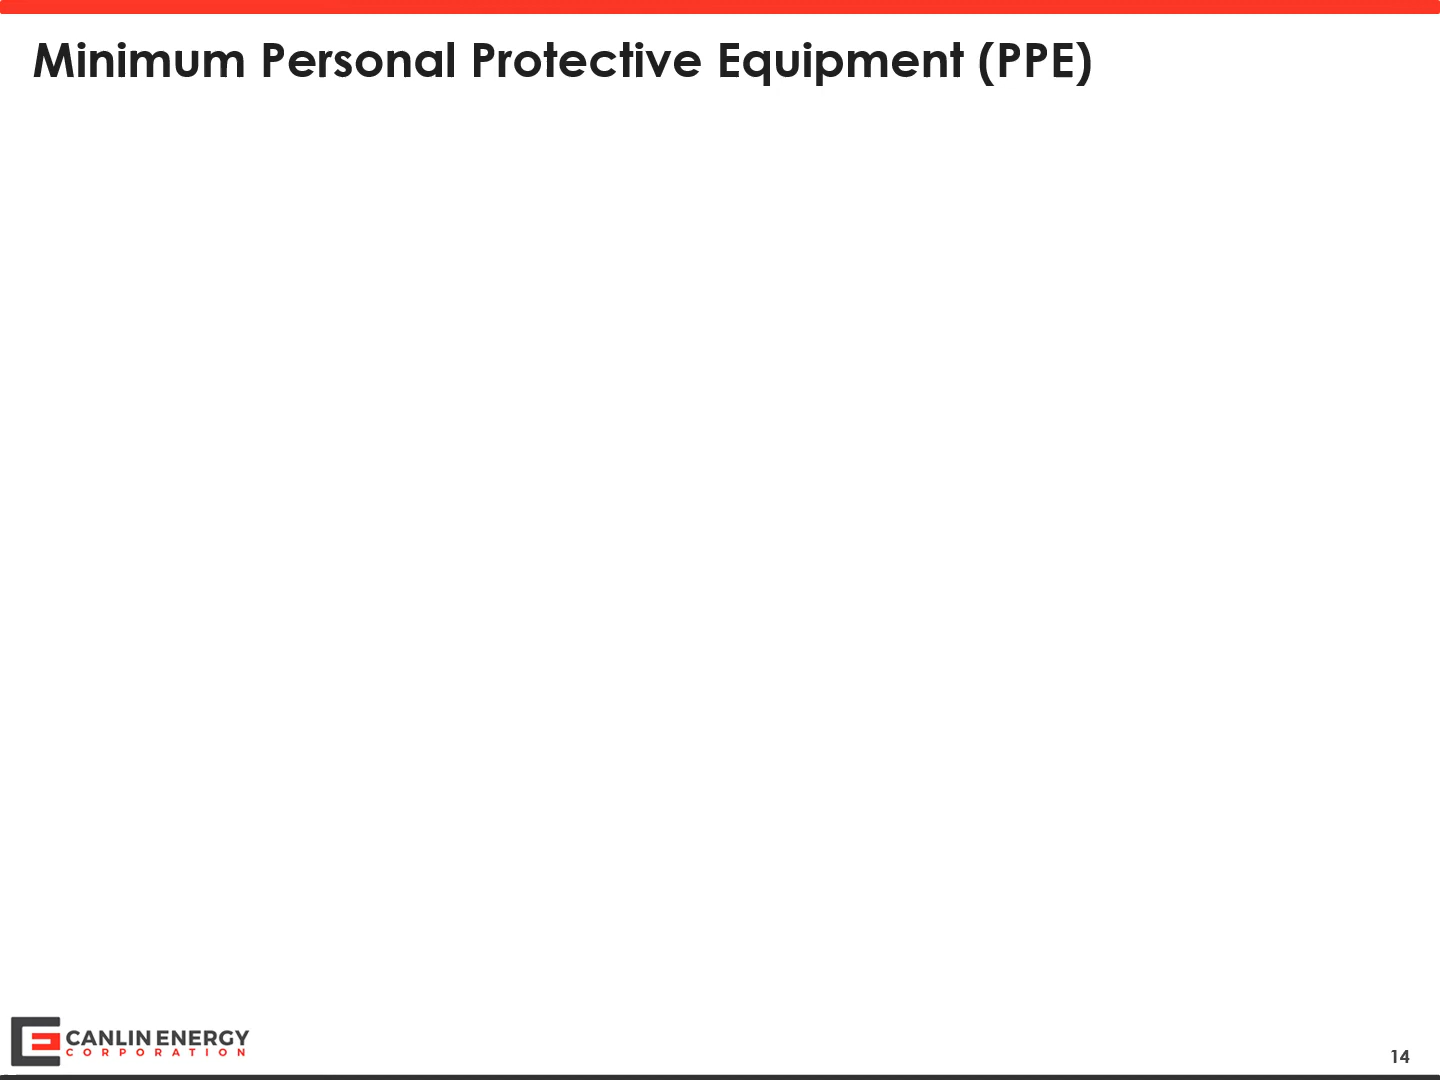 Minimum Personal Protective Equipment (PPE)
CANLIN ENERGY
CORPORATION
14